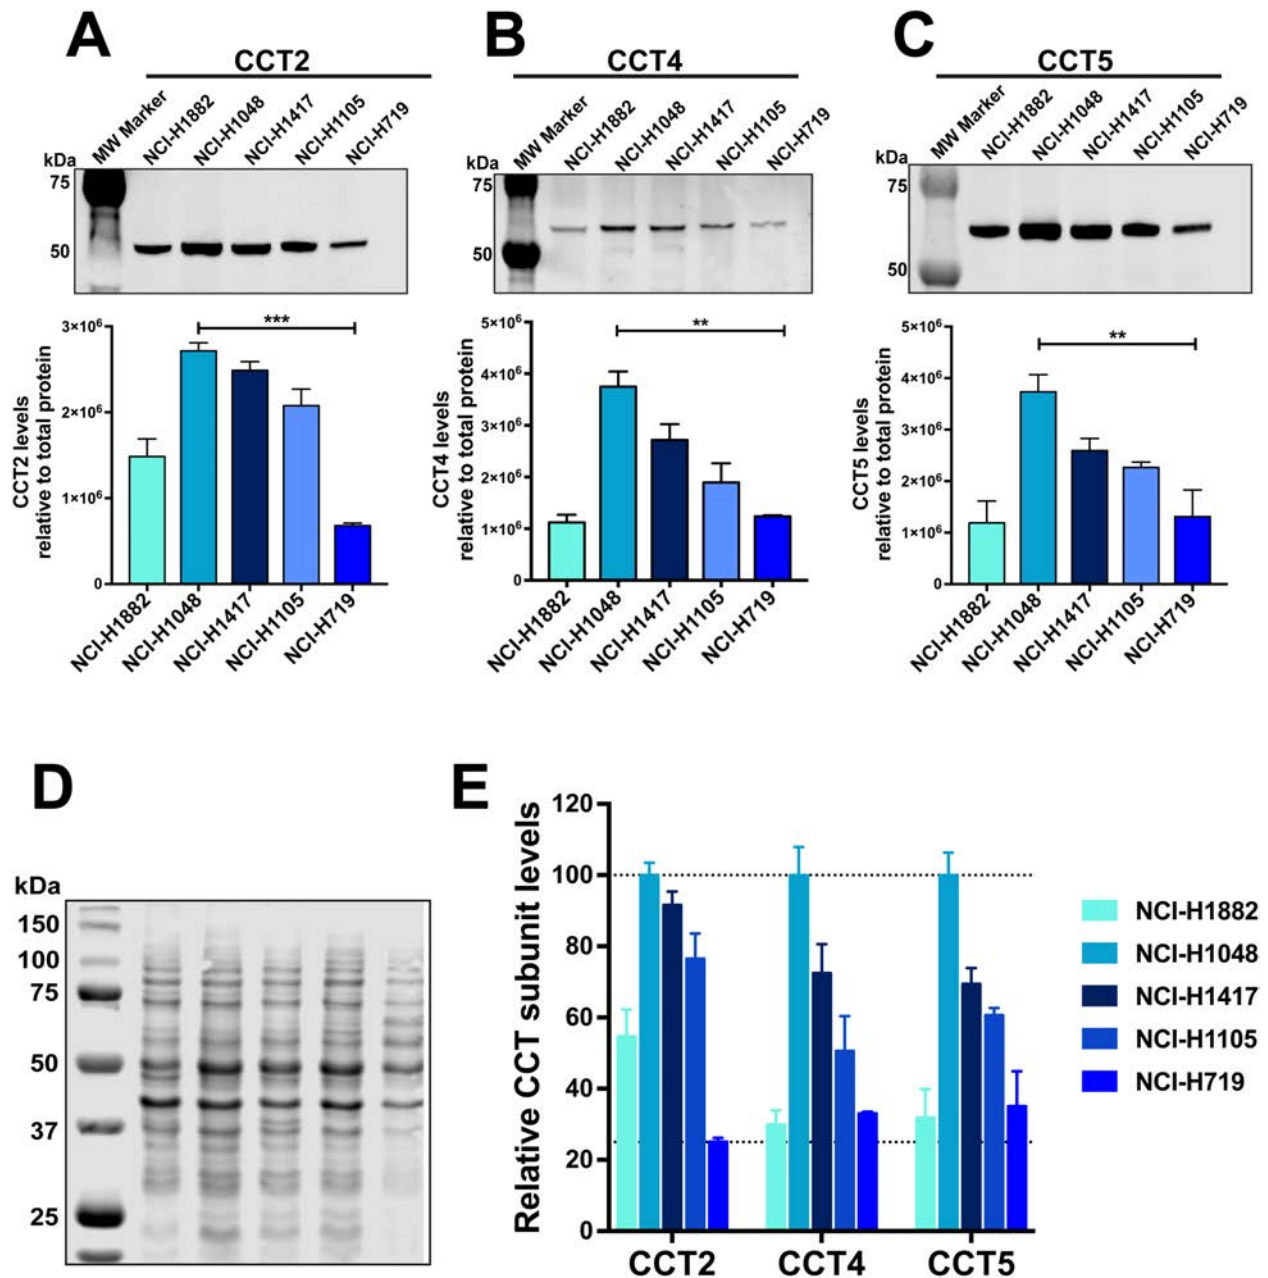 A
CCT2
MW Marker
NCI-H1882
NCI-H1048
NCI-H1417
NCI-H1105
NCI-H719
kDa
75
50
CCT2 levels
relative to total protein
3×10⁶
2×10⁶
1×10⁶
0
***
NCI-H1882
NCI-H1048
NCI-H1417
NCI-H1105
NCI-H719
B
CCT4
MW Marker
NCI-H1882
NCI-H1048
NCI-H1417
NCI-H1105
NCI-H719
kDa
75
50
CCT4 levels
relative to total protein
5×10⁶
4×10⁶
3×10⁶
2×10⁶
1×10⁶
0
**
NCI-H1882
NCI-H1048
NCI-H1417
NCI-H1105
NCI-H719
C
CCT5
MW Marker
NCI-H1882
NCI-H1048
NCI-H1417
NCI-H1105
NCI-H719
kDa
75
50
CCT5 levels
relative to total protein
5×10⁶
4×10⁶
3×10⁶
2×10⁶
1×10⁶
0
**
NCI-H1882
NCI-H1048
NCI-H1417
NCI-H1105
NCI-H719
D
kDa
150
100
75
50
37
25
E
Relative CCT subunit levels
120
100
80
60
40
20
0
CCT2
CCT4
CCT5
NCI-H1882
NCI-H1048
NCI-H1417
NCI-H1105
NCI-H719